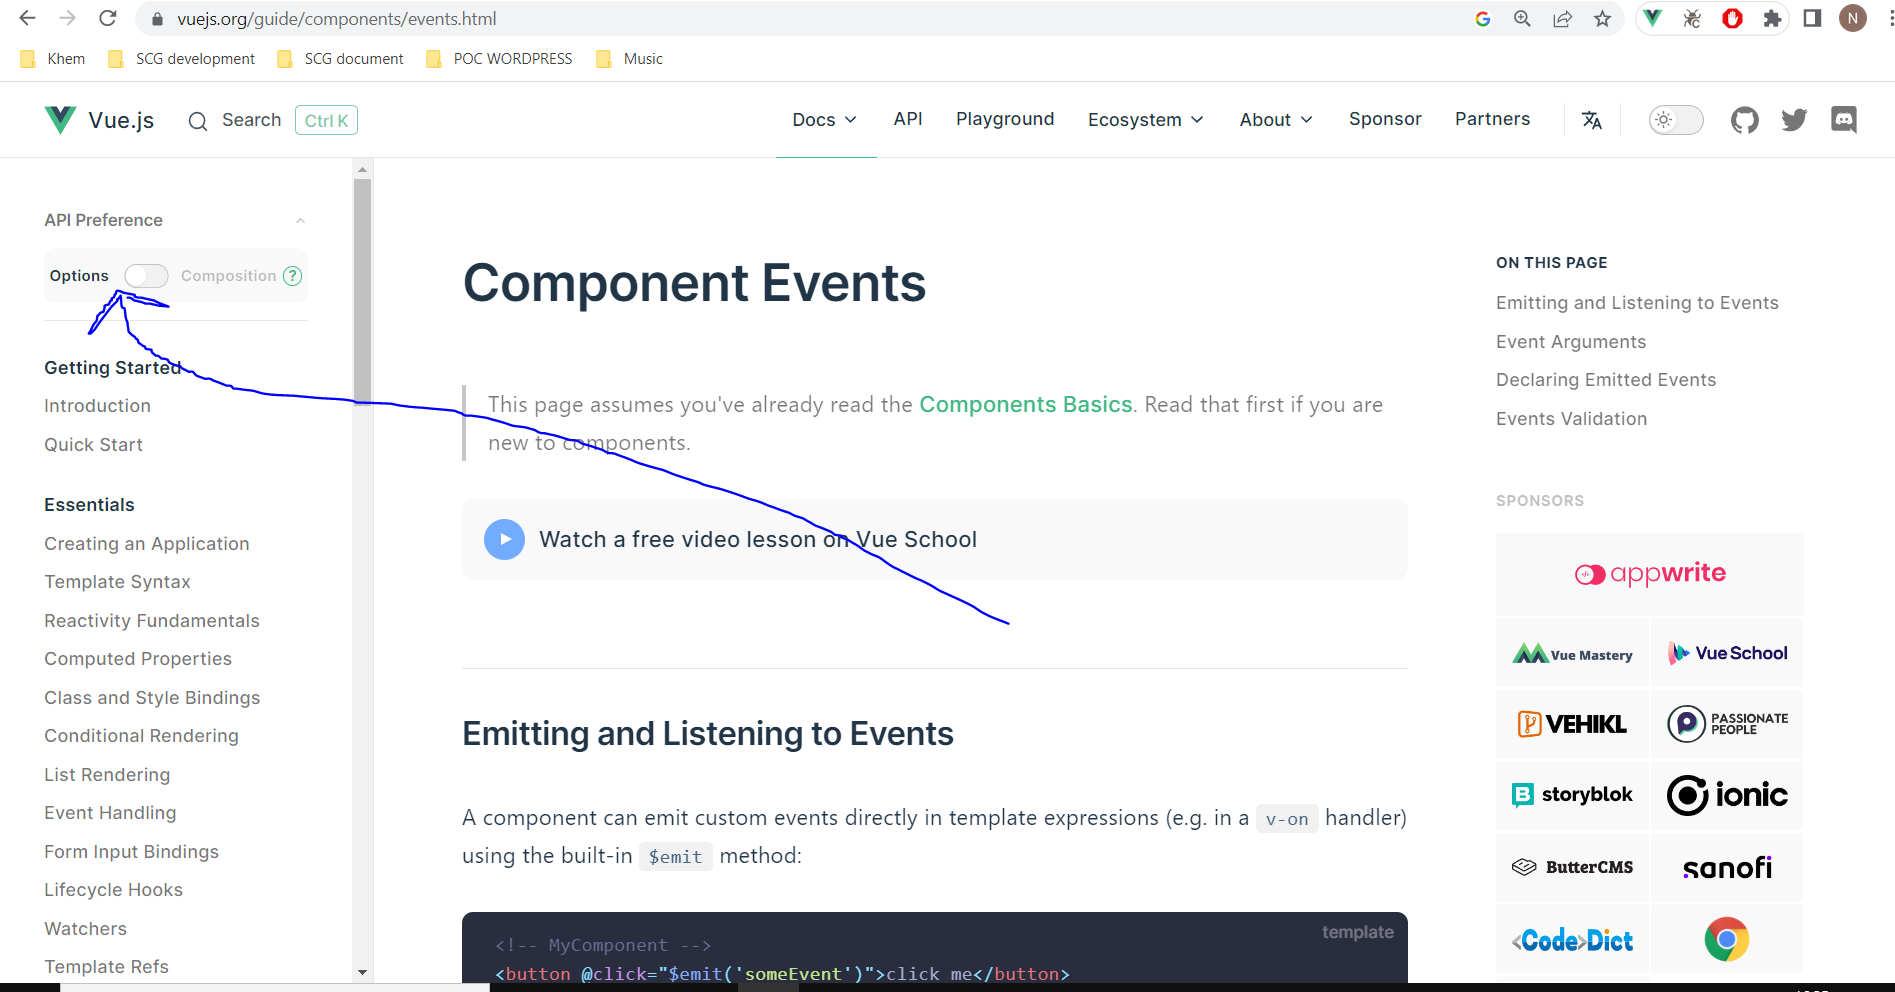 vuejs.org/guide/components/events.html
N
Khem
SCG development
SCG document
POC WORDPRESS
Music
Vue.js
Search
Ctrl K
Docs
API
Playground
Ecosystem
About
Sponsor
Partners
API Preference
Options
Composition
?
Getting Started
Introduction
Quick Start
Essentials
Creating an Application
Template Syntax
Reactivity Fundamentals
Computed Properties
Class and Style Bindings
Conditional Rendering
List Rendering
Event Handling
Form Input Bindings
Lifecycle Hooks
Watchers
Template Refs
Component Events
This page assumes you've already read the Components Basics. Read that first if you are
new to components.
Watch a free video lesson on Vue School
Emitting and Listening to Events
A component can emit custom events directly in template expressions (e.g. in a v-on handler)
using the built-in $emit method:
template
<!-- MyComponent -->
<button @click="$emit('someEvent')">click me</button>
ON THIS PAGE
Emitting and Listening to Events
Event Arguments
Declaring Emitted Events
Events Validation
SPONSORS
appwrite
Vue Mastery
Vue School
VEHIKL
PASSIONATE
PEOPLE
storyblok
ionic
ButterCMS
sanofi
<Code>Dict